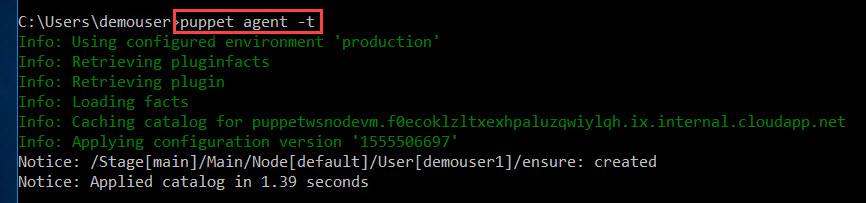 C:\Users\demouser>puppet agent -t
Info: Using configured environment 'production'
Info: Retrieving pluginfacts
Info: Retrieving plugin
Info: Loading facts
Info: Caching catalog for puppetwsnodevm.f0ecoklzltxexhpaluzqwiylqh.ix.internal.cloudapp.net
Info: Applying configuration version '1555506697'
Notice: /Stage[main]/Main/Node[default]/User[demouser1]/ensure: created
Notice: Applied catalog in 1.39 seconds